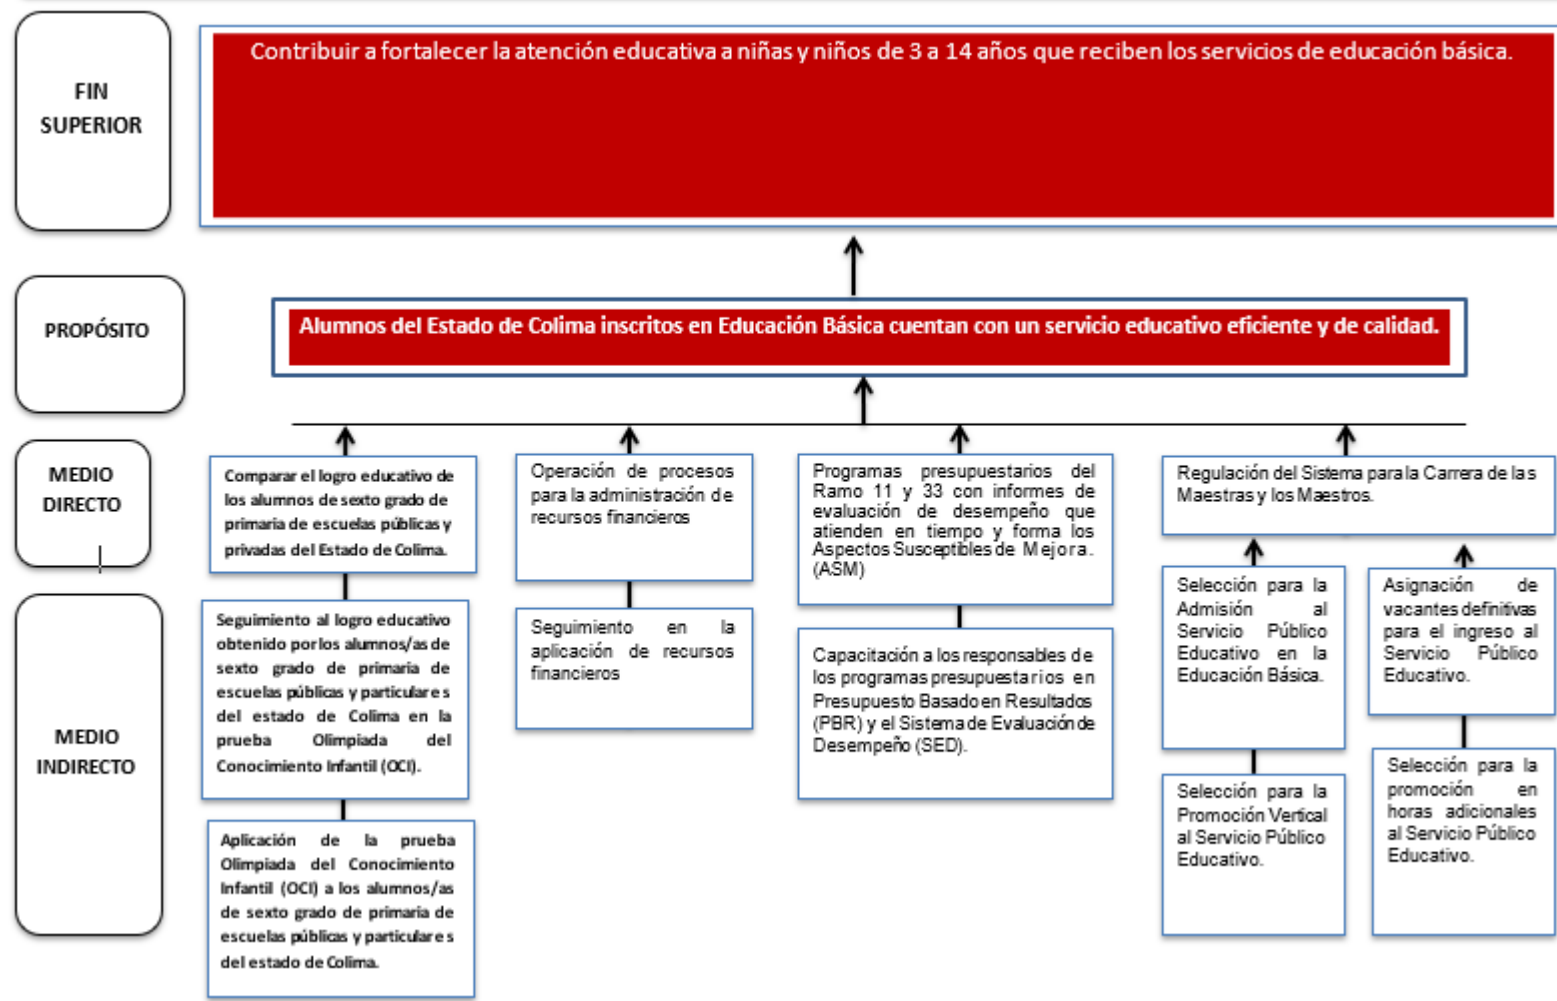 FIN
SUPERIOR
Contribuir a fortalecer la atención educativa a niñas y niños de 3 a 14 años que reciben los servicios de educación básica.
PROPÓSITO
Alumnos del Estado de Colima inscritos en Educación Básica cuentan con un servicio educativo eficiente y de calidad.
MEDIO
DIRECTO
Comparar el logro educativo de
los alumnos de sexto grado de
primaria de escuelas públicas y
privadas del Estado de Colima.
Operación de procesos
para la administración de
recursos financieros
Programas presupuestarios del
Ramo 11 y 33 con informes de
evaluación de desempeño que
atienden en tiempo y forma los
Aspectos Susceptibles de Mejora.
(ASM)
Regulación del Sistema para la Carrera de las
Maestras y los Maestros.
MEDIO
INDIRECTO
Seguimiento al logro educativo
obtenido por los alumnos/as de
sexto grado de primaria de
escuelas públicas y particulares
del estado de Colima en la
prueba Olimpiada del
Conocimiento Infantil (OCI).
Seguimiento en la
aplicación de recursos
financieros
Capacitación a los responsables de
los programas presupuestarios en
Presupuesto Basado en Resultados
(PBR) y el Sistema de Evaluación de
Desempeño (SED).
Selección para la
Admisión al
Servicio Público
Educativo en la
Educación Básica.
Asignación de
vacantes definitivas
para el ingreso al
Servicio Público
Educativo.
Aplicación de la prueba
Olimpiada del Conocimiento
Infantil (OCI) a los alumnos/as
de sexto grado de primaria de
escuelas públicas y particulares
del estado de Colima.
Selección para la
Promoción Vertical
al Servicio Público
Educativo.
Selección para la
promoción en
horas adicionales
al Servicio Público
Educativo.